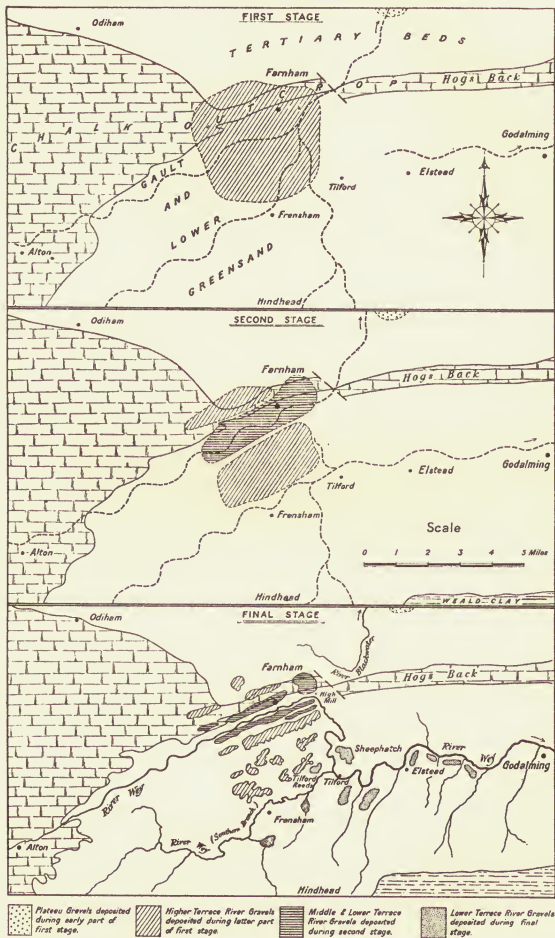 FIRST STAGE
Odiham
TERTIARY BEDS
Farnham
Hogs Back
CHALK OUTCROP
Godalming
GAULT
AND
LOWER
GREENSAND
Tilford
Elstead
Frensham
Alton
Hindhead
SECOND STAGE
Odiham
Farnham
Hogs Back
Godalming
Elstead
Tilford
Frensham
Scale
0 1 2 3 4 5 Miles
Alton
Hindhead
WEALD CLAY
FINAL STAGE
Odiham
River Blackwater
Farnham
Hogs Back
High
Mill
Sheephatch
River Wey
Godalming
Elstead
River Wey
Tilford
Reeds
Tilford
Frensham
River Wey (Southern Branch)
Alton
Hindhead
Plateau Gravels deposited
during early part of
first stage.
Higher Terrace River Gravels
deposited during latter part
of first stage.
Middle & Lower Terrace
River Gravels deposited
during second stage.
Lower Terrace River Gravels
deposited during final
stage.